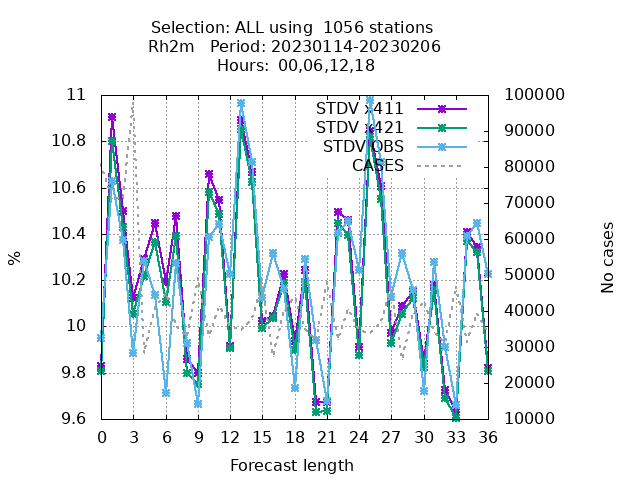 Selection: ALL using  1056 stations
Rh2m   Period: 20230114-20230206
Hours:  00,06,12,18
11
10.8
10.6
10.4
10.2
10
9.8
9.6
%
100000
90000
80000
70000
60000
50000
40000
30000
20000
10000
No cases
STDV x411
STDV x421
STDV OBS
CASES
0 3 6 9 12 15 18 21 24 27 30 33 36
Forecast length